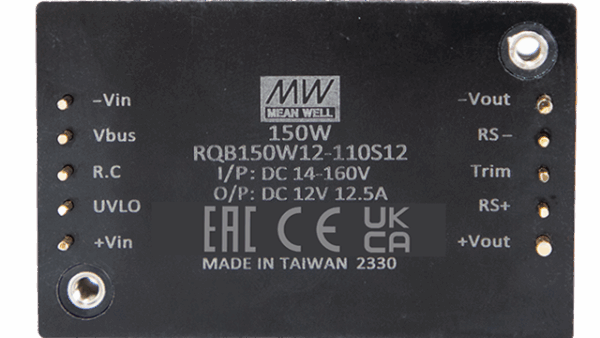 -Vin
Vbus
R.C
UVLO
+Vin
MW
MEAN WELL
150W
RQB150W12-110S12
I/P: DC 14-160V
O/P: DC 12V 12.5A
EAC CE UK
CA
MADE IN TAIWAN 2330
-Vout
RS-
Trim
RS+
+Vout